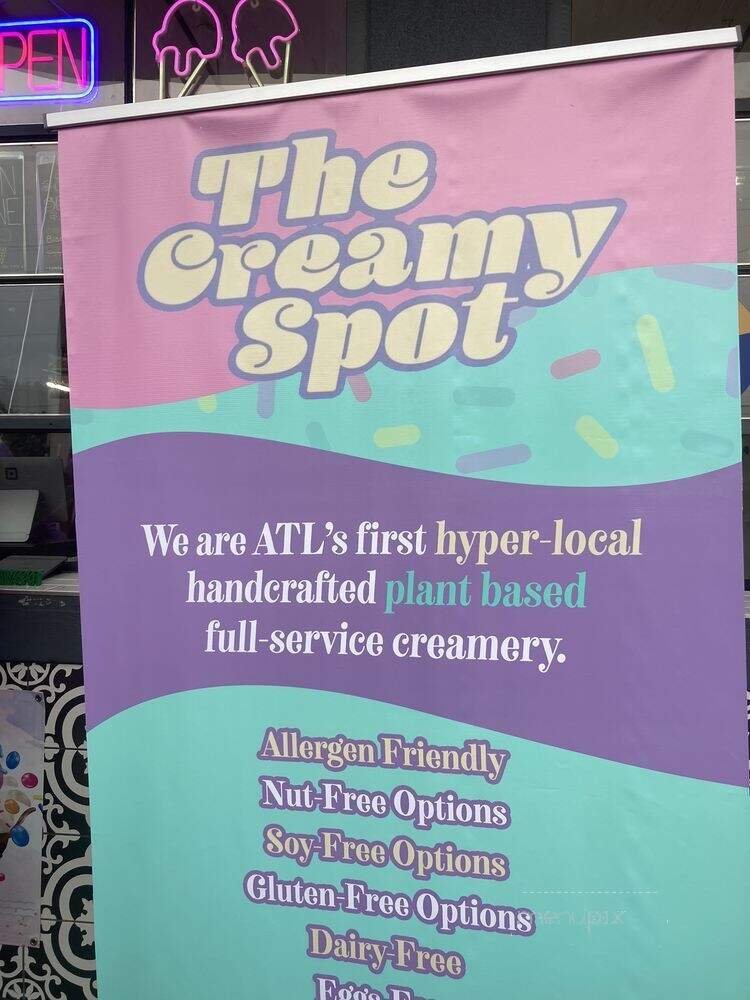 PEN
The
Creamy
Spot
We are ATL's first hyper-local
handcrafted plant based
full-service creamery.
Allergen Friendly
Nut-Free Options
Soy-Free Options
Gluten-Free Options
menupix
Dairy-Free